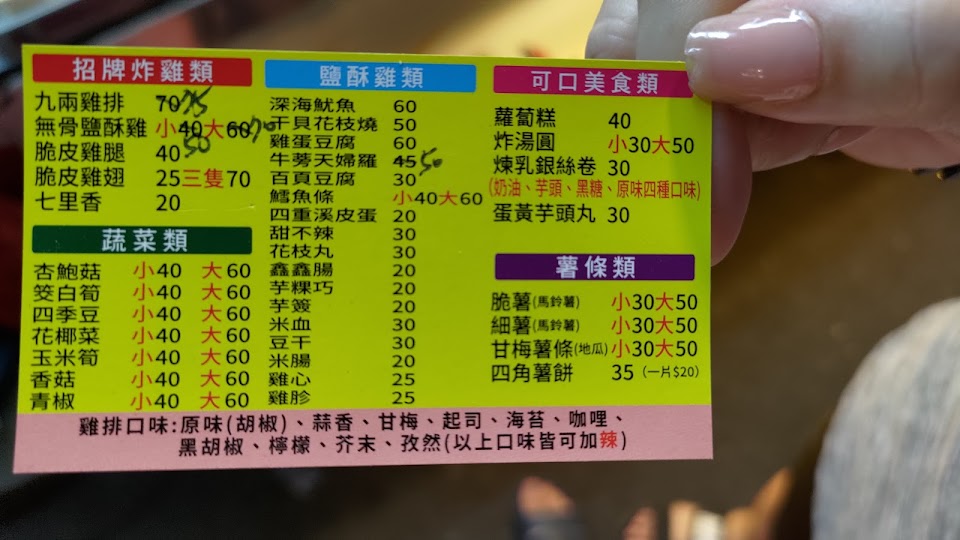 招牌炸雞類
九兩雞排 70 75
無骨鹽酥雞 小40大60 70
50
脆皮雞腿 40
脆皮雞翅 25三隻70
七里香 20
蔬菜類
杏鮑菇 小40 大60
筊白筍 小40 大60
四季豆 小40 大60
花椰菜 小40 大60
玉米筍 小40 大60
香菇 小40 大60
青椒 小40 大60
鹽酥雞類
深海魷魚 60
干貝花枝燒 50
雞蛋豆腐 60
牛蒡天婦羅 45 50
百頁豆腐 30
鱈魚條 小40大60
四重溪皮蛋 20
甜不辣 30
花枝丸 30
鑫鑫腸 20
芋粿巧 20
芋簽 20
米血 30
豆干 30
米腸 20
雞心 25
雞胗 25
可口美食類
蘿蔔糕 40
炸湯圓 小30大50
煉乳銀絲卷 30
(奶油、芋頭、黑糖、原味四種口味)
蛋黃芋頭丸 30
薯條類
脆薯(馬鈴薯) 小30大50
細薯(馬鈴薯) 小30大50
甘梅薯條(地瓜) 小30大50
四角薯餅 35 (一片$20)
雞排口味:原味(胡椒)、蒜香、甘梅、起司、海苔、咖哩、
黑胡椒、檸檬、芥末、孜然(以上口味皆可加辣)